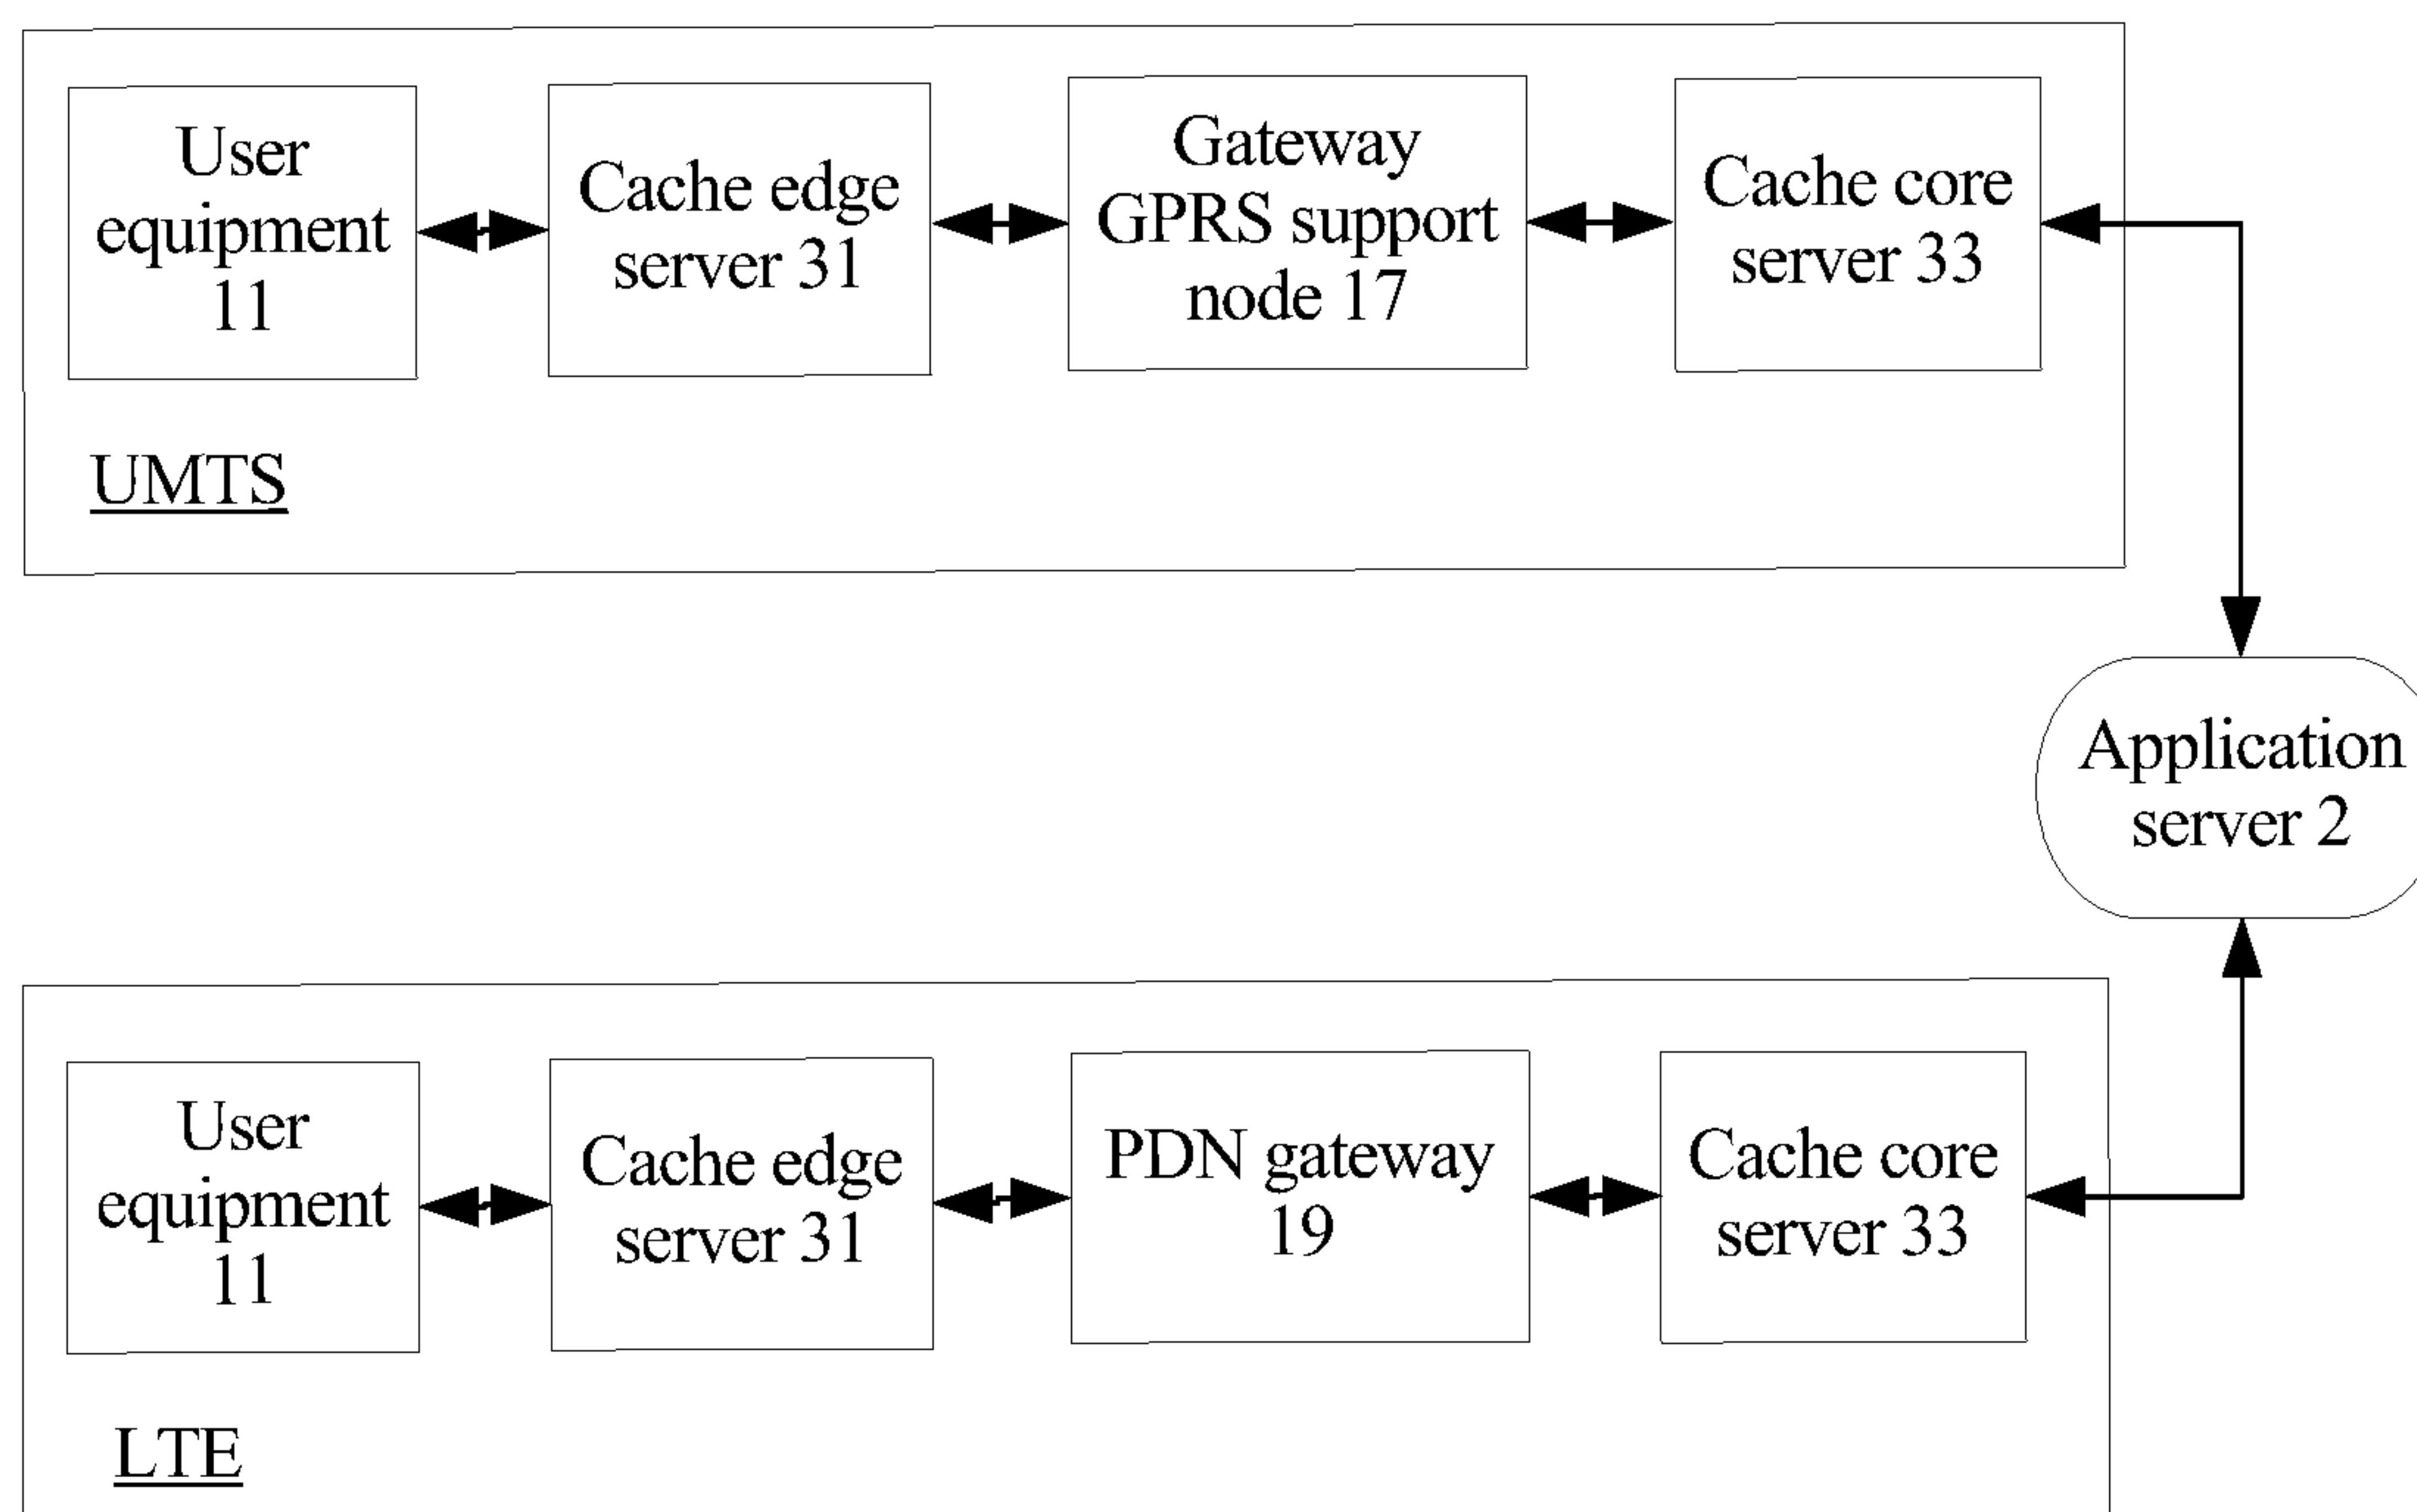 User
equipment
11
Cache edge
server 31
Gateway
GPRS support
node 17
Cache core
server 33
UMTS
Application
server 2
User
equipment
11
Cache edge
server 31
PDN gateway
19
Cache core
server 33
LTE